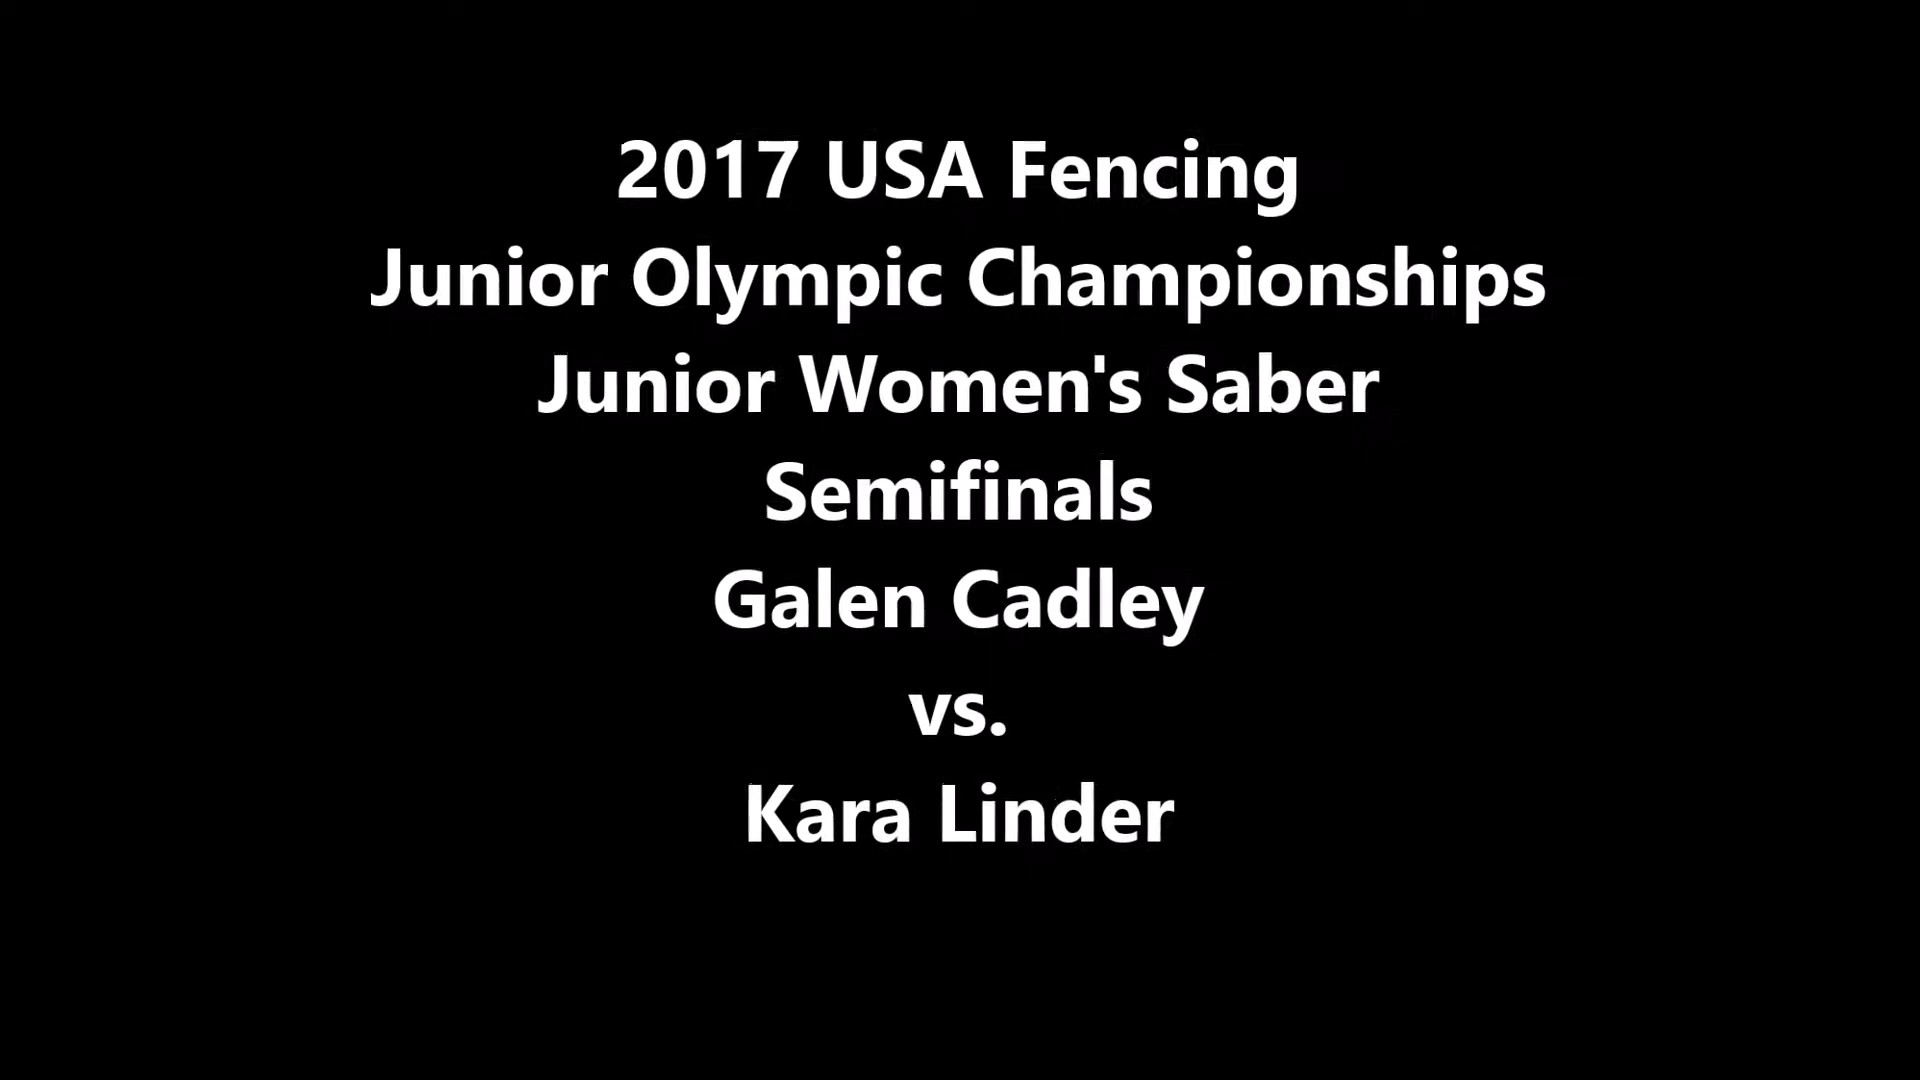 2017 USA Fencing
Junior Olympic Championships
Junior Women's Saber
Semifinals
Galen Cadley
vs.
Kara Linder